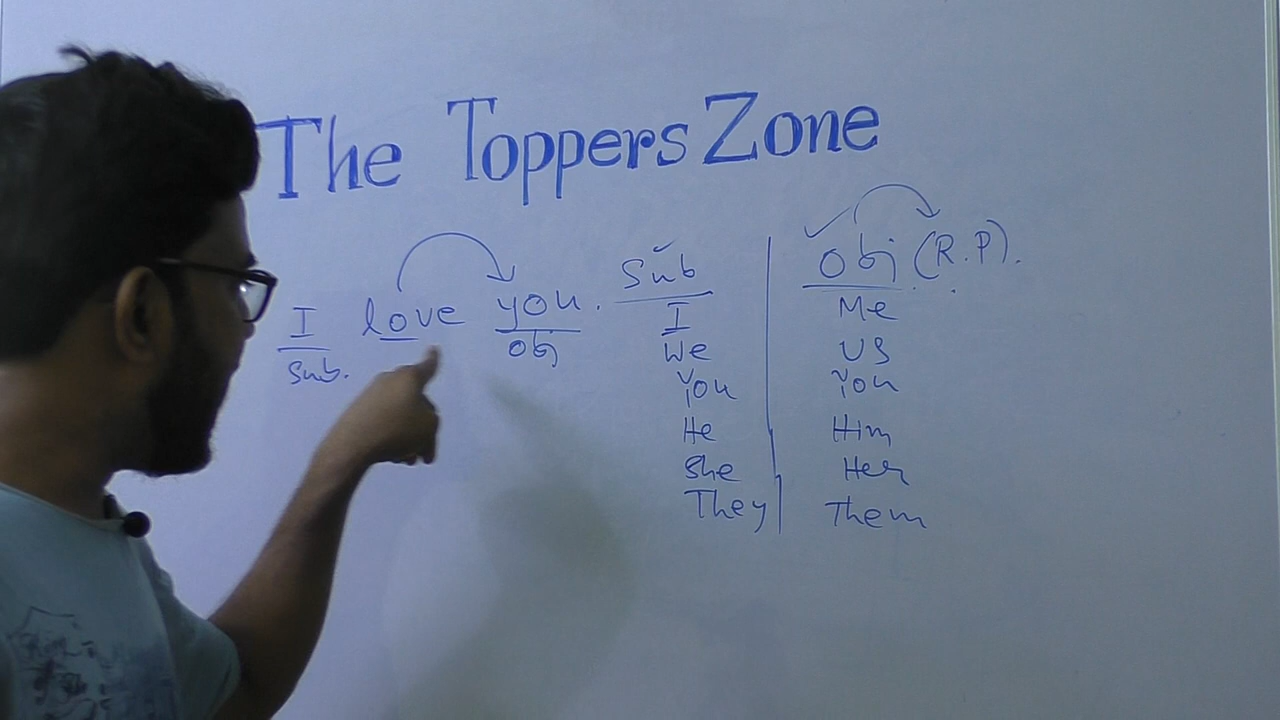 The Toppers Zone
I love you.
Sub. obj
Sub obj (R.P).
I Me
We US
You You
He Him
She Her
They Them